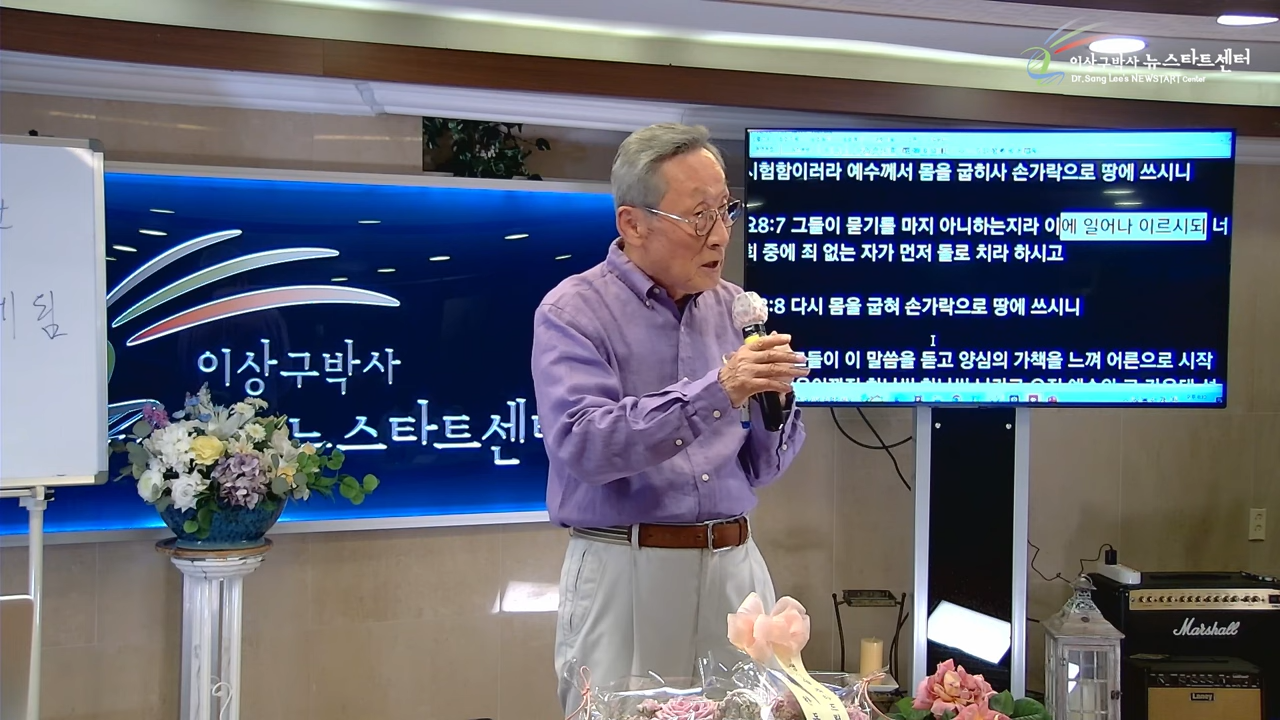 이상구박사 뉴스타트센터
Dr.Sang Lee's NEWSTART Center
이상구박사
뉴스타트센
게 됨
시험함이러라 예수께서 몸을 굽히사 손가락으로 땅에 쓰시니
8:7 그들이 묻기를 마지 아니하는지라 이에 일어나 이르시되 너
희 중에 죄 없는 자가 먼저 돌로 치라 하시고
:8 다시 몸을 굽혀 손가락으로 땅에 쓰시니
들이 이 말씀을 듣고 양심의 가책을 느껴 어른으로 시작
Marshall
Laney